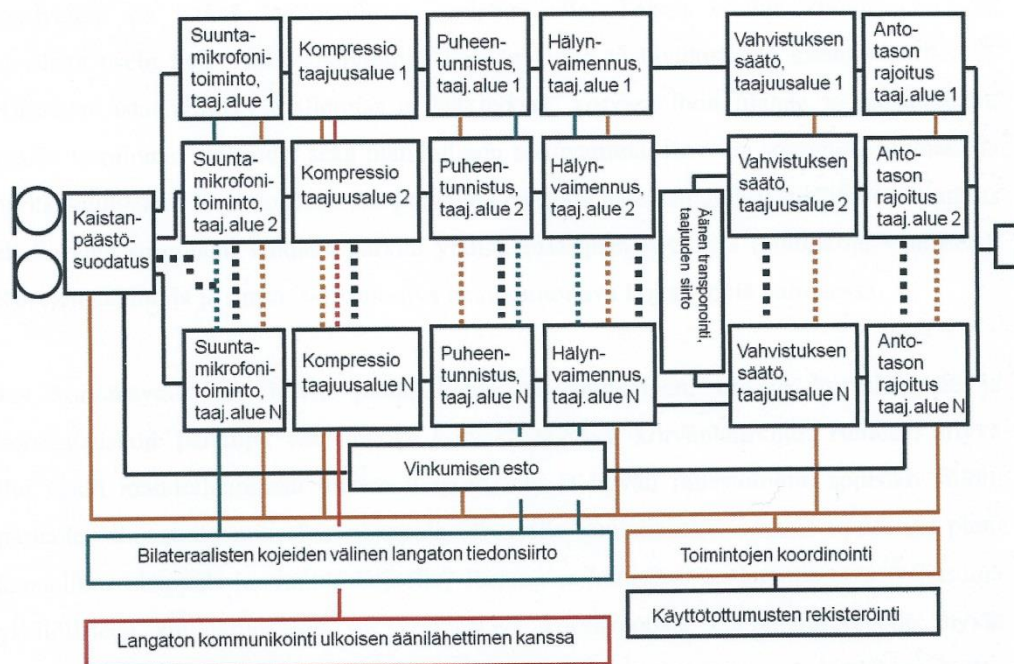 Suunta-
mikrofoni-
toiminto,
taaj.alue 1
Kompressio
taajuusalue 1
Puheen-
tunnistus,
taaj.alue 1
Hälyn-
vaimennus,
taaj.alue 1
Vahvistuksen
säätö,
taajuusalue 1
Anto-
tason
rajoitus
taaj.alue 1
Kaistan-
päästö-
suodatus
Suunta-
mikrofoni-
toiminto,
taaj.alue 2
Kompressio
taajuusalue 2
Puheen-
tunnistus,
taaj.alue 2
Hälyn-
vaimennus,
taaj.alue 2
Äänen transponointi,
taajuuden siirto
Vahvistuksen
säätö,
taajuusalue 2
Anto-
tason
rajoitus
taaj.alue 2
Suunta-
mikrofoni-
toiminto,
taaj.alue N
Kompressio
taajuusalue N
Puheen-
tunnistus,
taaj.alue N
Hälyn-
vaimennus,
taaj.alue N
Vahvistuksen
säätö,
taajuusalue N
Anto-
tason
rajoitus
taaj.alue N
Vinkumisen esto
Bilateraalisten kojeiden välinen langaton tiedonsiirto
Toimintojen koordinointi
Käyttötottumusten rekisteröinti
Langaton kommunikointi ulkoisen äänilähettimen kanssa